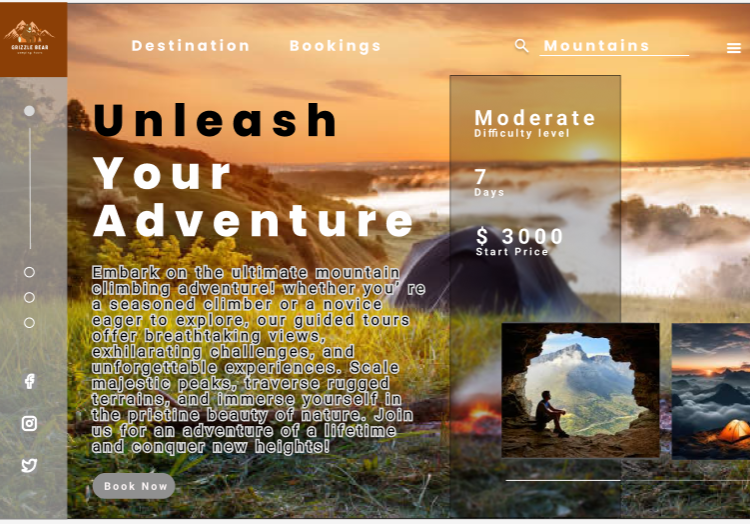 GRIZZLE BEAR
Destination
Bookings
Mountains
Unleash
Your
Adventure
Embark on the ultimate mountain
climbing adventure! whether you' re
a seasoned climber or a novice
eager to explore, our guided tours
offer breathtaking views,
exhilarating challenges, and
unforgettable experiences. Scale
majestic peaks, traverse rugged
terrains, and immerse yourself in
the pristine beauty of nature. Join
us for an adventure of a lifetime
and conquer new heights!
Book Now
Moderate
Difficulty level
7
Days
$ 3000
Start Price